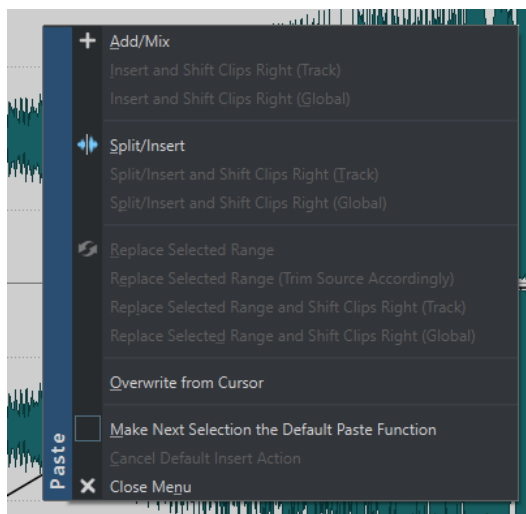 Add/Mix
Insert and Shift Clips Right (Track)
Insert and Shift Clips Right (Global)
Split/Insert
Split/Insert and Shift Clips Right (Track)
Split/Insert and Shift Clips Right (Global)
Replace Selected Range
Replace Selected Range (Trim Source Accordingly)
Replace Selected Range and Shift Clips Right (Track)
Replace Selected Range and Shift Clips Right (Global)
Overwrite from Cursor
Make Next Selection the Default Paste Function
Cancel Default Insert Action
Close Menu
Paste